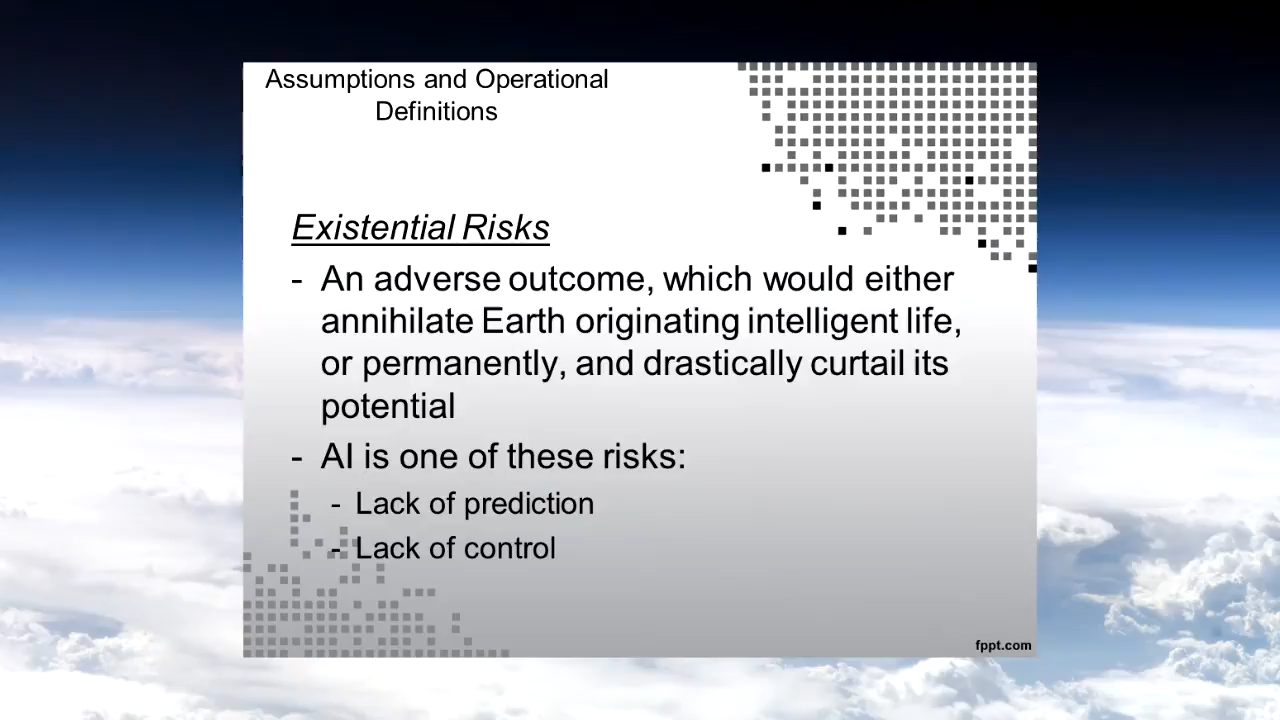 Assumptions and Operational
Definitions
Existential Risks
- An adverse outcome, which would either
annihilate Earth originating intelligent life,
or permanently, and drastically curtail its
potential
- AI is one of these risks:
- Lack of prediction
- Lack of control
fppt.com